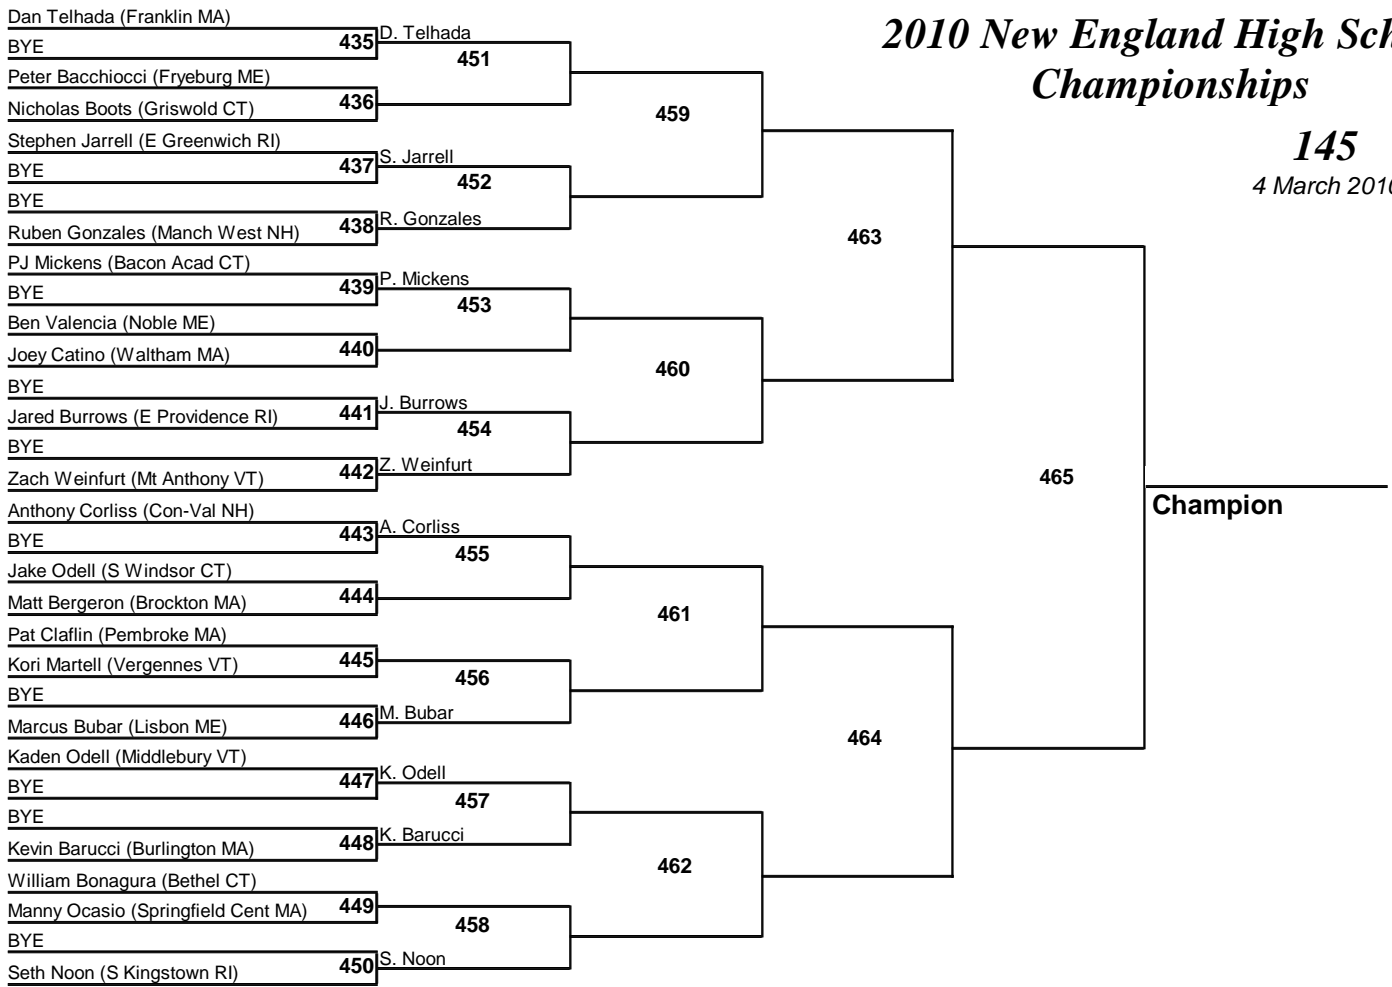 2010 New England High Sch
Championships
145
4 March 2010
Dan Telhada (Franklin MA)
BYE
435
D. Telhada
451
Peter Bacchiocci (Fryeburg ME)
Nicholas Boots (Griswold CT)
436
459
Stephen Jarrell (E Greenwich RI)
BYE
437
S. Jarrell
452
BYE
Ruben Gonzales (Manch West NH)
438
R. Gonzales
463
PJ Mickens (Bacon Acad CT)
BYE
439
P. Mickens
453
Ben Valencia (Noble ME)
Joey Catino (Waltham MA)
440
460
BYE
Jared Burrows (E Providence RI)
441
J. Burrows
454
BYE
Zach Weinfurt (Mt Anthony VT)
442
Z. Weinfurt
465
Champion
Anthony Corliss (Con-Val NH)
BYE
443
A. Corliss
455
Jake Odell (S Windsor CT)
Matt Bergeron (Brockton MA)
444
461
Pat Claflin (Pembroke MA)
Kori Martell (Vergennes VT)
445
456
BYE
Marcus Bubar (Lisbon ME)
446
M. Bubar
464
Kaden Odell (Middlebury VT)
BYE
447
K. Odell
457
BYE
Kevin Barucci (Burlington MA)
448
K. Barucci
462
William Bonagura (Bethel CT)
Manny Ocasio (Springfield Cent MA)
449
458
BYE
Seth Noon (S Kingstown RI)
450
S. Noon